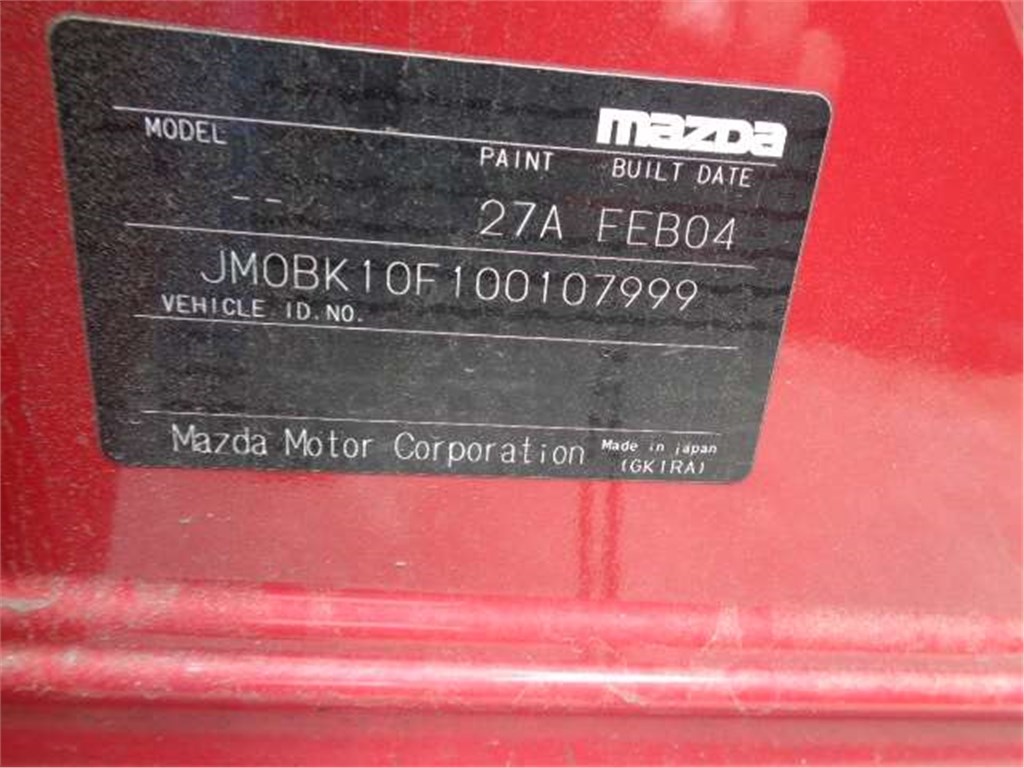 mazda
MODEL PAINT BUILT DATE
-- 27A FEB04
JM0BK10F100107999
VEHICLE ID.NO.
Mazda Motor Corporation Made in japan
(GK1RA)